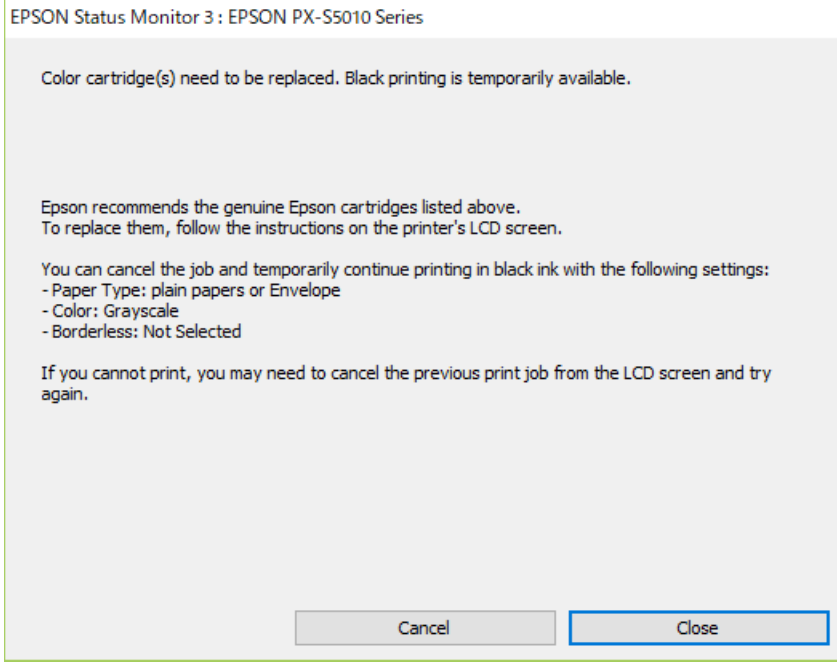 EPSON Status Monitor 3 : EPSON PX-S5010 Series
Color cartridge(s) need to be replaced. Black printing is temporarily available.
Epson recommends the genuine Epson cartridges listed above.
To replace them, follow the instructions on the printer's LCD screen.
You can cancel the job and temporarily continue printing in black ink with the following settings:
- Paper Type: plain papers or Envelope
- Color: Grayscale
- Borderless: Not Selected
If you cannot print, you may need to cancel the previous print job from the LCD screen and try
again.
Cancel
Close